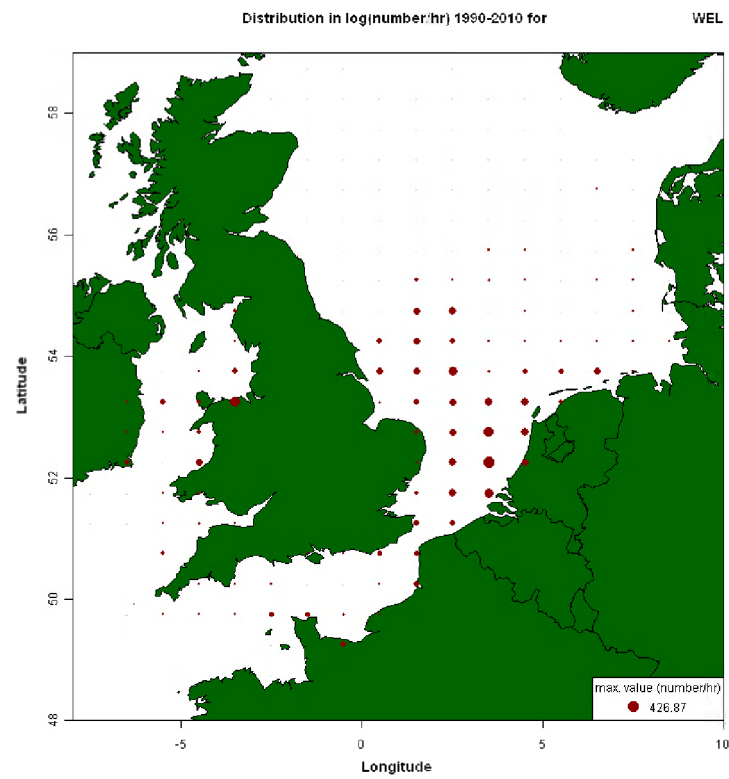 Distribution in log(number/hr) 1990-2010 for WEL
58
56
54
52
50
48
Latitude
max. value (number/hr)
426.87
-5 0 5 10
Longitude